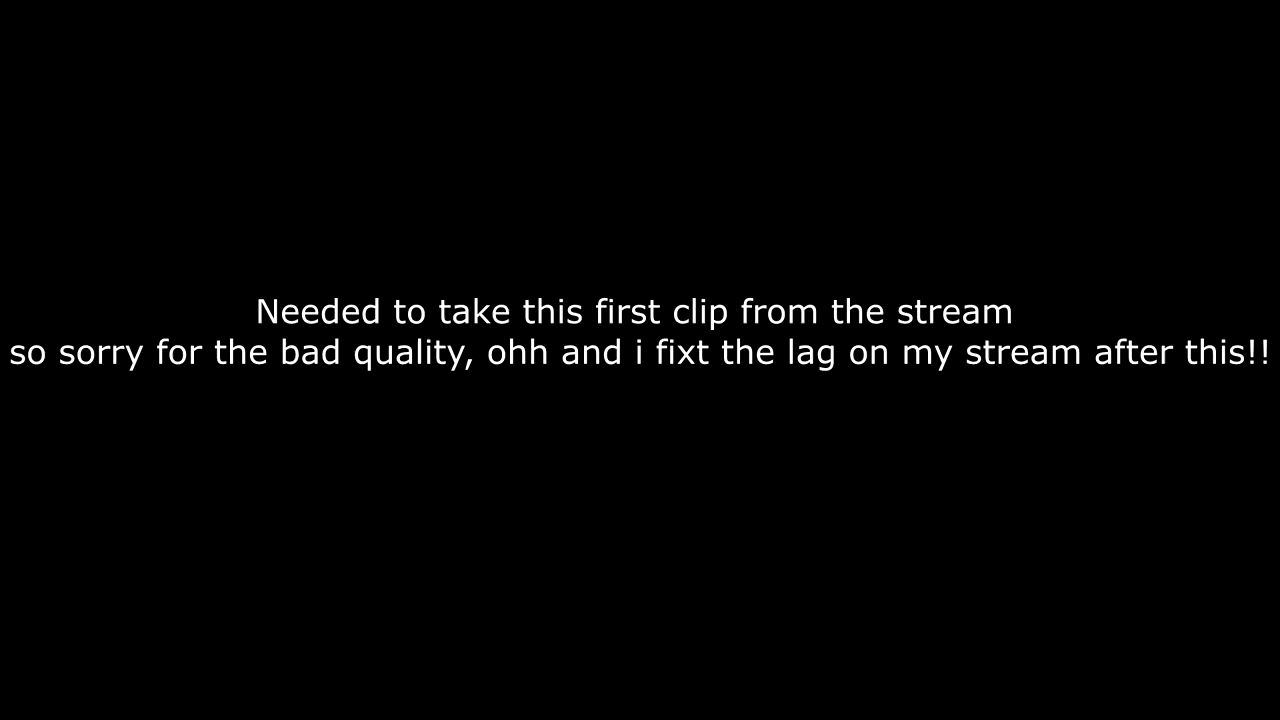 Needed to take this first clip from the stream
so sorry for the bad quality, ohh and i fixt the lag on my stream after this!!